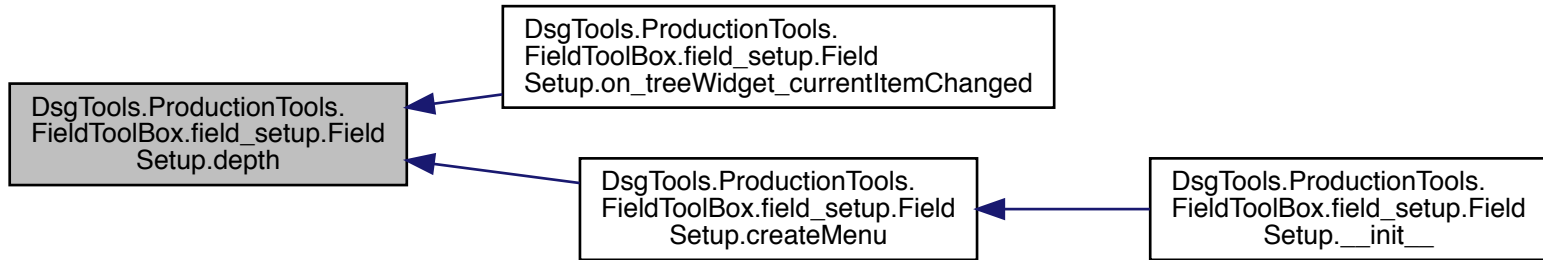 DsgTools.ProductionTools.
FieldToolBox.field_setup.Field
Setup.depth
DsgTools.ProductionTools.
FieldToolBox.field_setup.Field
Setup.on_treeWidget_currentItemChanged
DsgTools.ProductionTools.
FieldToolBox.field_setup.Field
Setup.createMenu
DsgTools.ProductionTools.
FieldToolBox.field_setup.Field
Setup.__init__